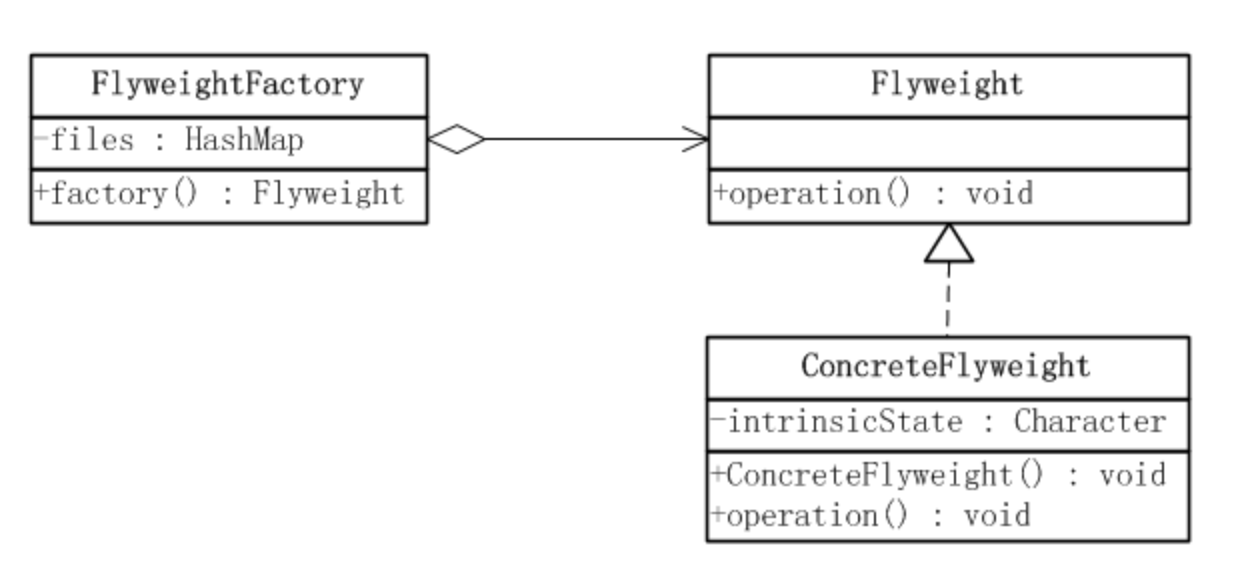 FlyweightFactory
-files : HashMap
+factory() : Flyweight
Flyweight
+operation() : void
ConcreteFlyweight
-intrinsicState : Character
+ConcreteFlyweight() : void
+operation() : void